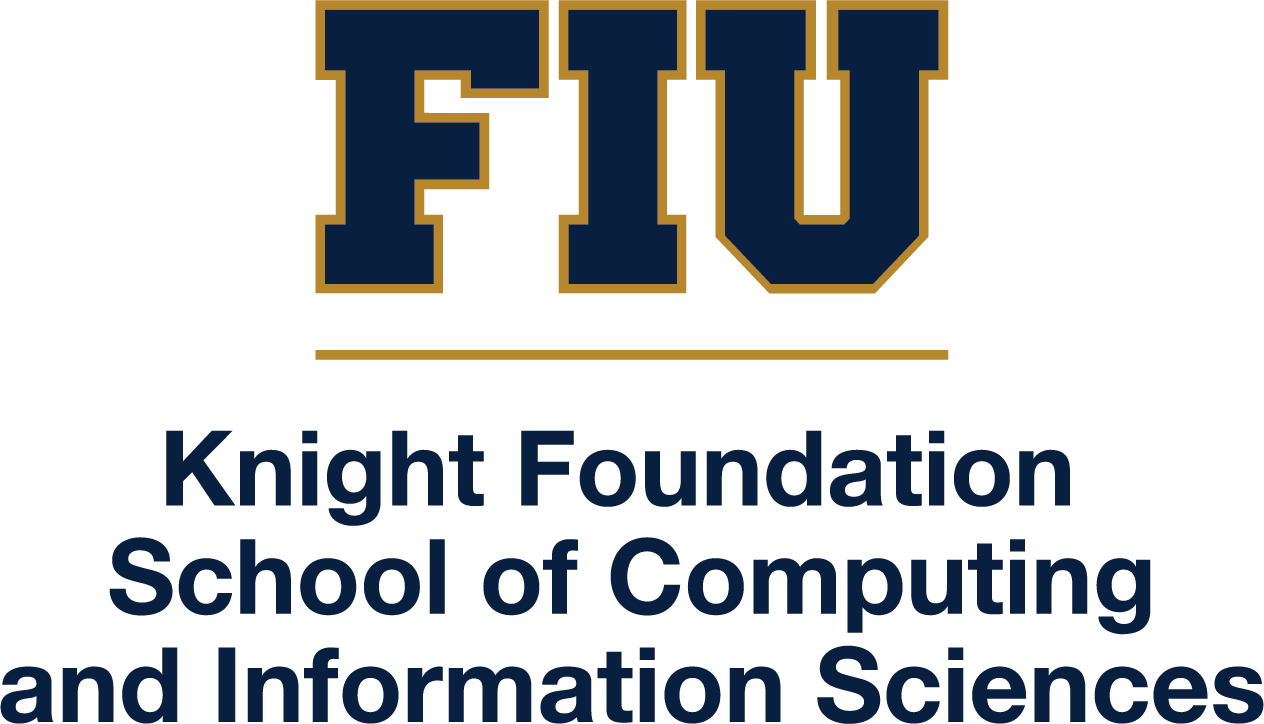 FIU
Knight Foundation
School of Computing
and Information Sciences